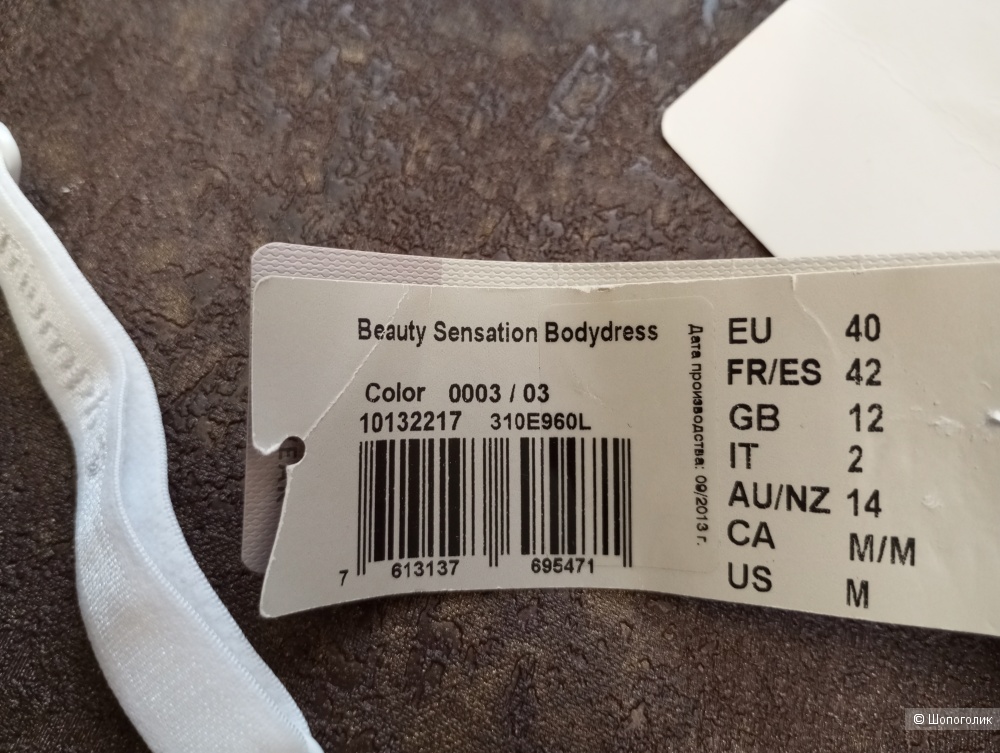 Beauty Sensation Bodydress
Color 0003 / 03
10132217 310E960L
7 613137 695471
Дата производства: 09/2013 г.
EU 40
FR/ES 42
GB 12
IT 2
AU/NZ 14
CA M/M
US M
© Шопоголик